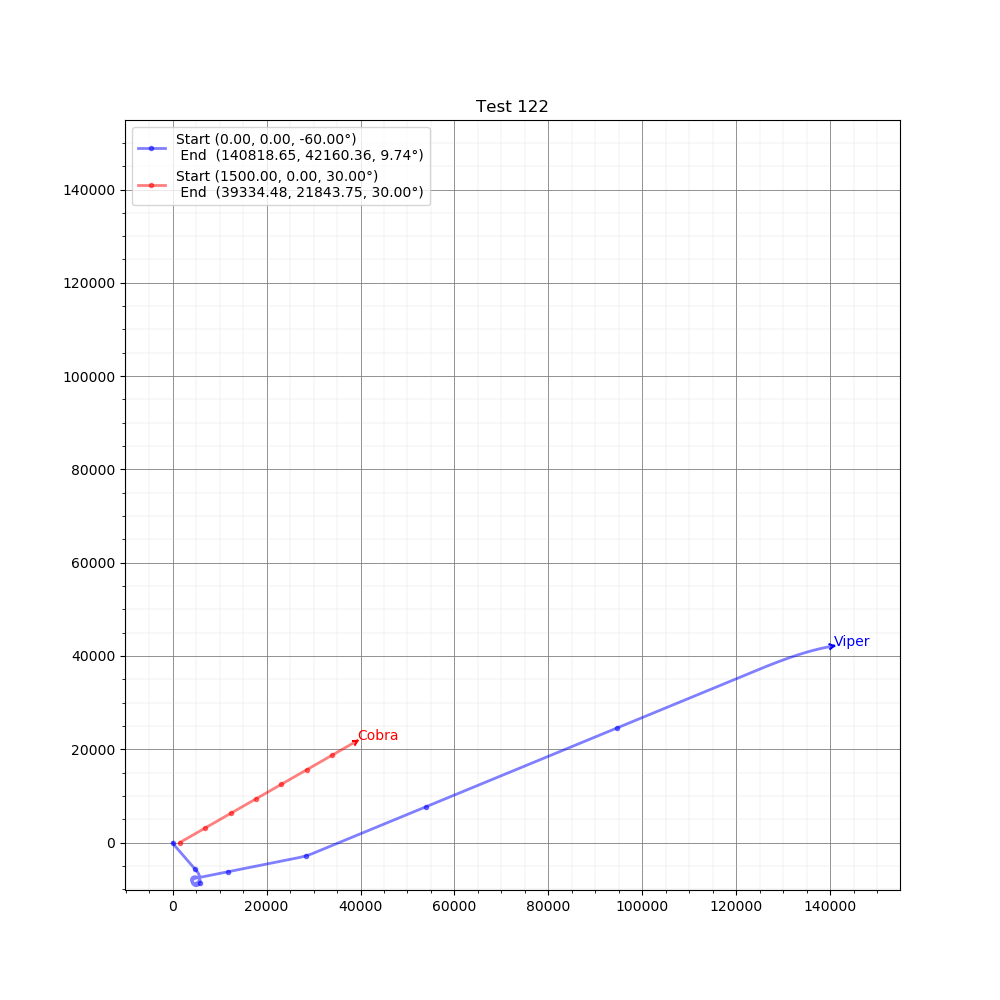 Test 122
Start (0.00, 0.00, -60.00°)
End (140818.65, 42160.36, 9.74°)
Start (1500.00, 0.00, 30.00°)
End (39334.48, 21843.75, 30.00°)
140000
120000
100000
80000
60000
40000
20000
0
Viper
Cobra
0
20000
40000
60000
80000
100000
120000
140000